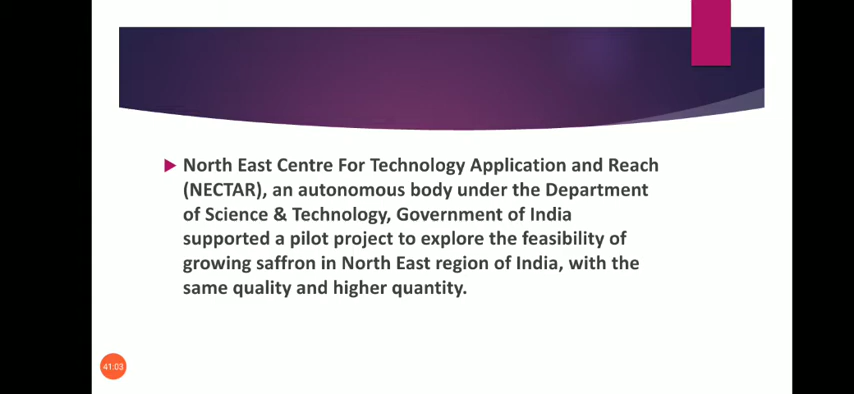 North East Centre For Technology Application and Reach
(NECTAR), an autonomous body under the Department
of Science & Technology, Government of India
supported a pilot project to explore the feasibility of
growing saffron in North East region of India, with the
same quality and higher quantity.
41:03